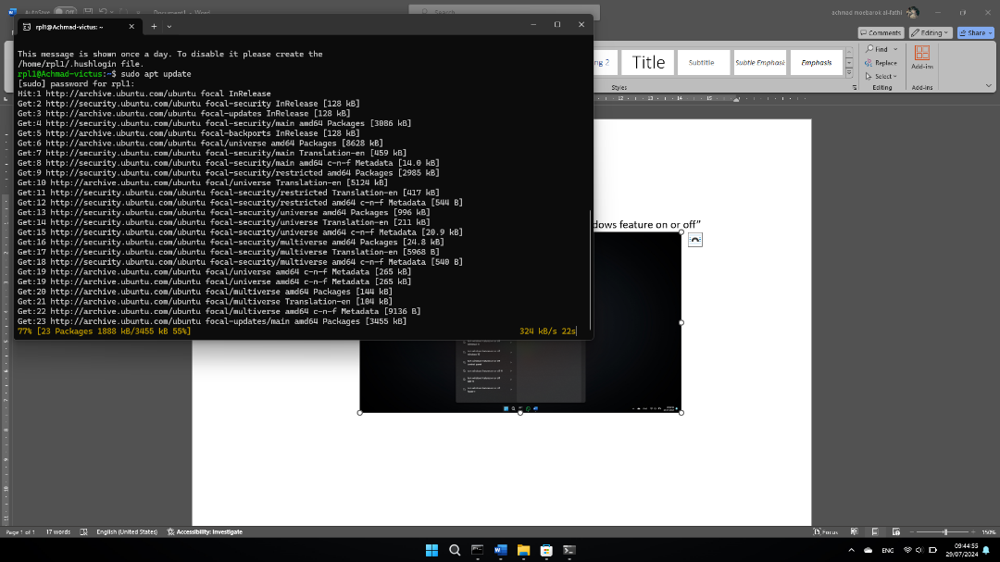 AutoSave Off Document1 - Word
achmad moebarok al-fathi
rpl1@Achmad-victus: ~
Comments Editing Share
This message is shown once a day. To disable it please create the
/home/rpl1/.hushlogin file.
rpl1@Achmad-victus:~$ sudo apt update
[sudo] password for rpl1:
Hit:1 http://archive.ubuntu.com/ubuntu focal InRelease
Get:2 http://security.ubuntu.com/ubuntu focal-security InRelease [128 kB]
Get:3 http://archive.ubuntu.com/ubuntu focal-updates InRelease [128 kB]
Get:4 http://security.ubuntu.com/ubuntu focal-security/main amd64 Packages [3086 kB]
Get:5 http://archive.ubuntu.com/ubuntu focal-backports InRelease [128 kB]
Get:6 http://archive.ubuntu.com/ubuntu focal/universe amd64 Packages [8628 kB]
Get:7 http://security.ubuntu.com/ubuntu focal-security/main Translation-en [459 kB]
Get:8 http://security.ubuntu.com/ubuntu focal-security/main amd64 c-n-f Metadata [14.0 kB]
Get:9 http://security.ubuntu.com/ubuntu focal-security/restricted amd64 Packages [2985 kB]
Get:10 http://archive.ubuntu.com/ubuntu focal/universe Translation-en [5124 kB]
Get:11 http://security.ubuntu.com/ubuntu focal-security/restricted Translation-en [417 kB]
Get:12 http://security.ubuntu.com/ubuntu focal-security/restricted amd64 c-n-f Metadata [544 B]
Get:13 http://security.ubuntu.com/ubuntu focal-security/universe amd64 Packages [996 kB]
Get:14 http://security.ubuntu.com/ubuntu focal-security/universe Translation-en [211 kB]
Get:15 http://security.ubuntu.com/ubuntu focal-security/universe amd64 c-n-f Metadata [20.9 kB]
Get:16 http://security.ubuntu.com/ubuntu focal-security/multiverse amd64 Packages [24.8 kB]
Get:17 http://security.ubuntu.com/ubuntu focal-security/multiverse Translation-en [5968 B]
Get:18 http://security.ubuntu.com/ubuntu focal-security/multiverse amd64 c-n-f Metadata [540 B]
Get:19 http://archive.ubuntu.com/ubuntu focal/universe amd64 c-n-f Metadata [265 kB]
Get:19 http://archive.ubuntu.com/ubuntu focal/universe amd64 c-n-f Metadata [265 kB]
Get:20 http://archive.ubuntu.com/ubuntu focal/multiverse amd64 Packages [144 kB]
Get:21 http://archive.ubuntu.com/ubuntu focal/multiverse Translation-en [104 kB]
Get:22 http://archive.ubuntu.com/ubuntu focal/multiverse amd64 c-n-f Metadata [9136 B]
Get:23 http://archive.ubuntu.com/ubuntu focal-updates/main amd64 Packages [3455 kB]
77% [23 Packages 1888 kB/3455 kB 55%] 324 kB/s 22s
ng 2 Title Subtitle Subtle Emphasis Emphasis
Find
Replace
Select
Add-ins
Styles Editing Add-ins
dows feature on or off”
Page 1 of 1 17 words English (United States) Accessibility: Investigate Focus 150%
ENG
09:44:55
29/07/2024